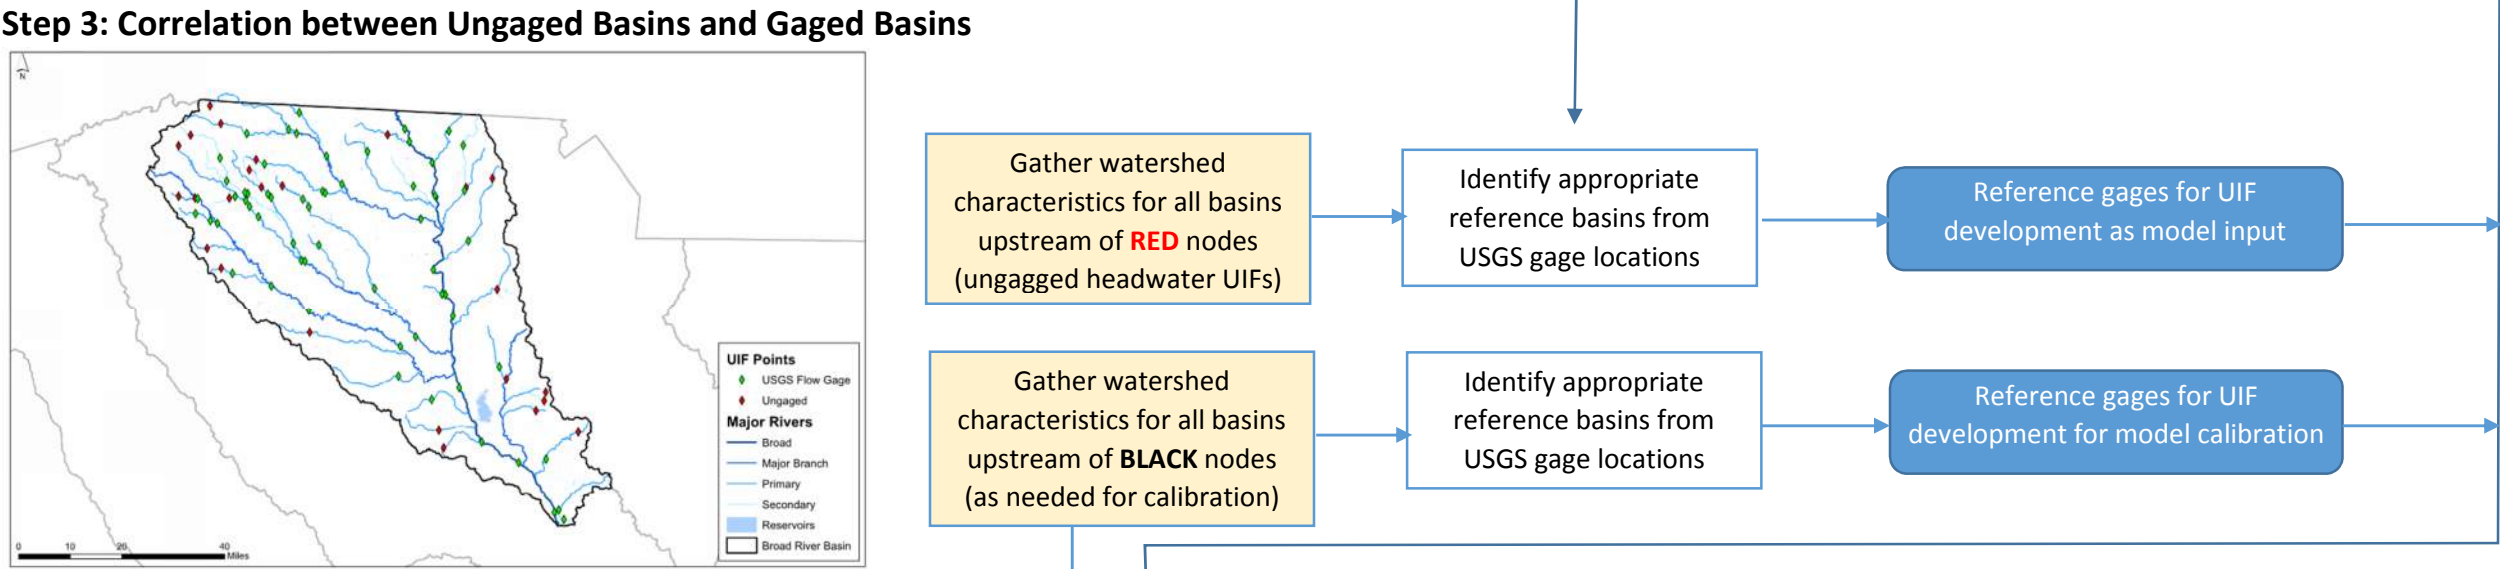 Step 3: Correlation between Ungaged Basins and Gaged Basins
N
UIF Points
USGS Flow Gage
Ungaged
Major Rivers
Broad
Major Branch
Primary
Secondary
Reservoirs
Broad River Basin
0 10 20 40
Miles
Gather watershed
characteristics for all basins
upstream of RED nodes
(ungagged headwater UIFs)
Identify appropriate
reference basins from
USGS gage locations
Reference gages for UIF
development as model input
Gather watershed
characteristics for all basins
upstream of BLACK nodes
(as needed for calibration)
Identify appropriate
reference basins from
USGS gage locations
Reference gages for UIF
development for model calibration